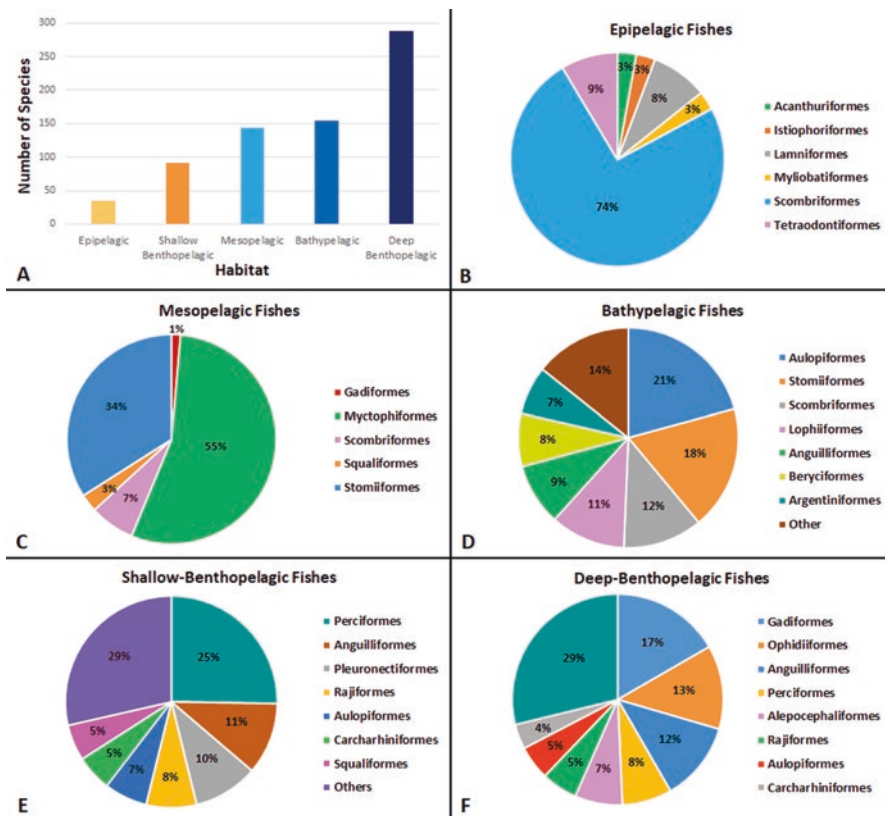 300
250
200
150
100
50
0
Number of Species
Epipelagic
Shallow
Benthopelagic
Mesopelagic
Bathypelagic
Deep
Benthopelagic
Habitat
A
Epipelagic Fishes
3%
3%
8%
3%
74%
9%
Acanthuriformes
Istiophoriformes
Lamniformes
Myliobatiformes
Scombriformes
Tetraodontiformes
B
Mesopelagic Fishes
1%
55%
7%
3%
34%
Gadiformes
Myctophiformes
Scombriformes
Squaliformes
Stomiiformes
C
Bathypelagic Fishes
21%
18%
12%
11%
9%
8%
7%
14%
Aulopiformes
Stomiiformes
Scombriformes
Lophiiformes
Anguilliformes
Beryciformes
Argentiniformes
Other
D
Shallow-Benthopelagic Fishes
25%
11%
10%
8%
7%
5%
5%
29%
Perciformes
Anguilliformes
Pleuronectiformes
Rajiformes
Aulopiformes
Carcharhiniformes
Squaliformes
Others
E
Deep-Benthopelagic Fishes
17%
13%
12%
8%
7%
5%
5%
4%
29%
Gadiformes
Ophidiiformes
Anguilliformes
Perciformes
Alepocephaliformes
Rajiformes
Aulopiformes
Carcharhiniformes
F